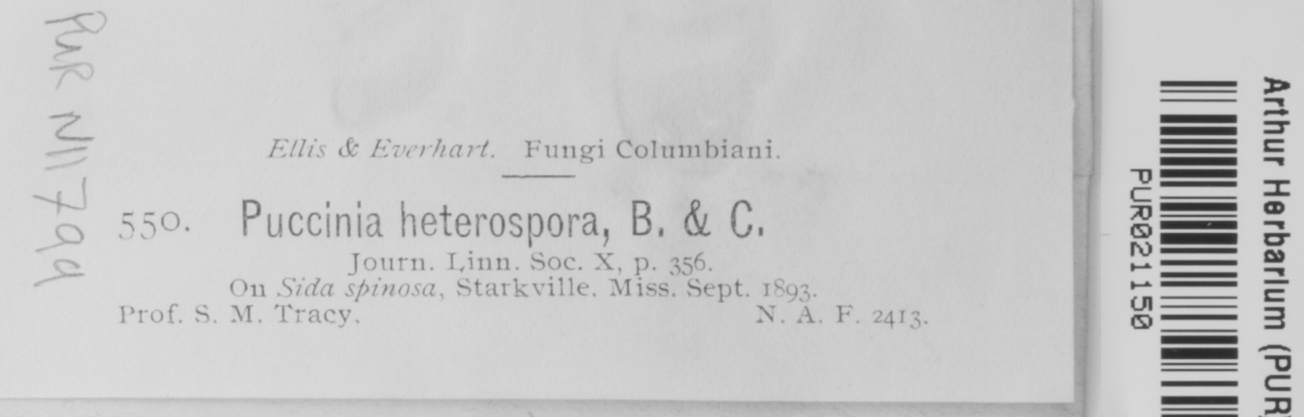 Ellis & Everhart. Fungi Columbiani.
550. Puccinia heterospora, B. & C.
Journ. Linn. Soc. X, p. 356.
On Sida spinosa, Starkville, Miss. Sept. 1893.
Prof. S. M. Tracy. N. A. F. 2413.
PUR N11799
PUR021150
Arthur Herbarium (PUR)